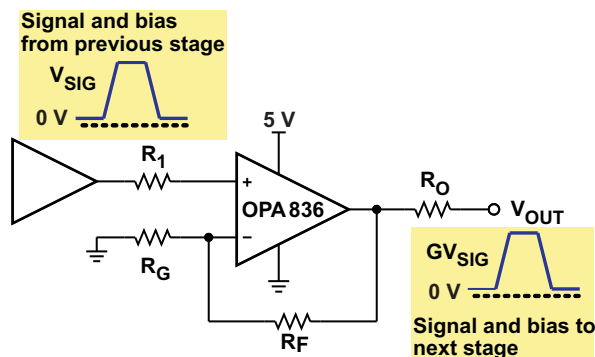 Signal and bias
from previous stage
VSIG
0 V
5 V
R1
+
OPA836
−
RO
VOUT
RG
RF
GVSIG
0 V
Signal and bias to
next stage